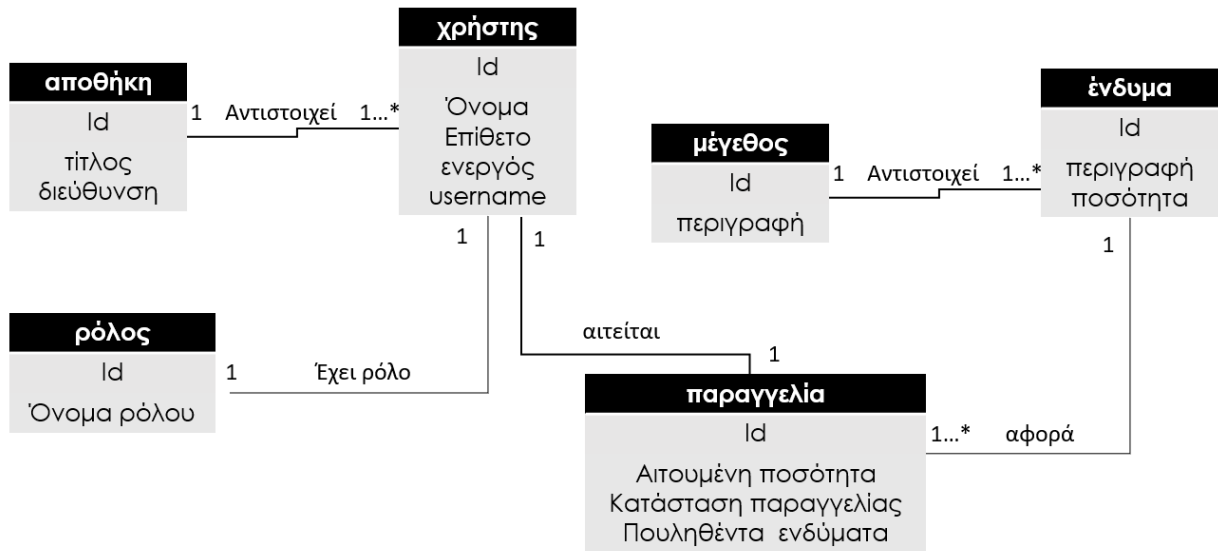 χρήστης
Id
Όνομα
Επίθετο
ενεργός
username
αποθήκη
Id
τίτλος
διεύθυνση
1 Αντιστοιχεί 1...*
ένδυμα
Id
περιγραφή
ποσότητα
μέγεθος
Id
περιγραφή
1 Αντιστοιχεί 1...*
1
1
1
ρόλος
Id
Όνομα ρόλου
1 Έχει ρόλο
αιτείται
1
παραγγελία
Id
Αιτουμένη ποσότητα
Κατάσταση παραγγελίας
Πουληθέντα ενδύματα
1...* αφορά